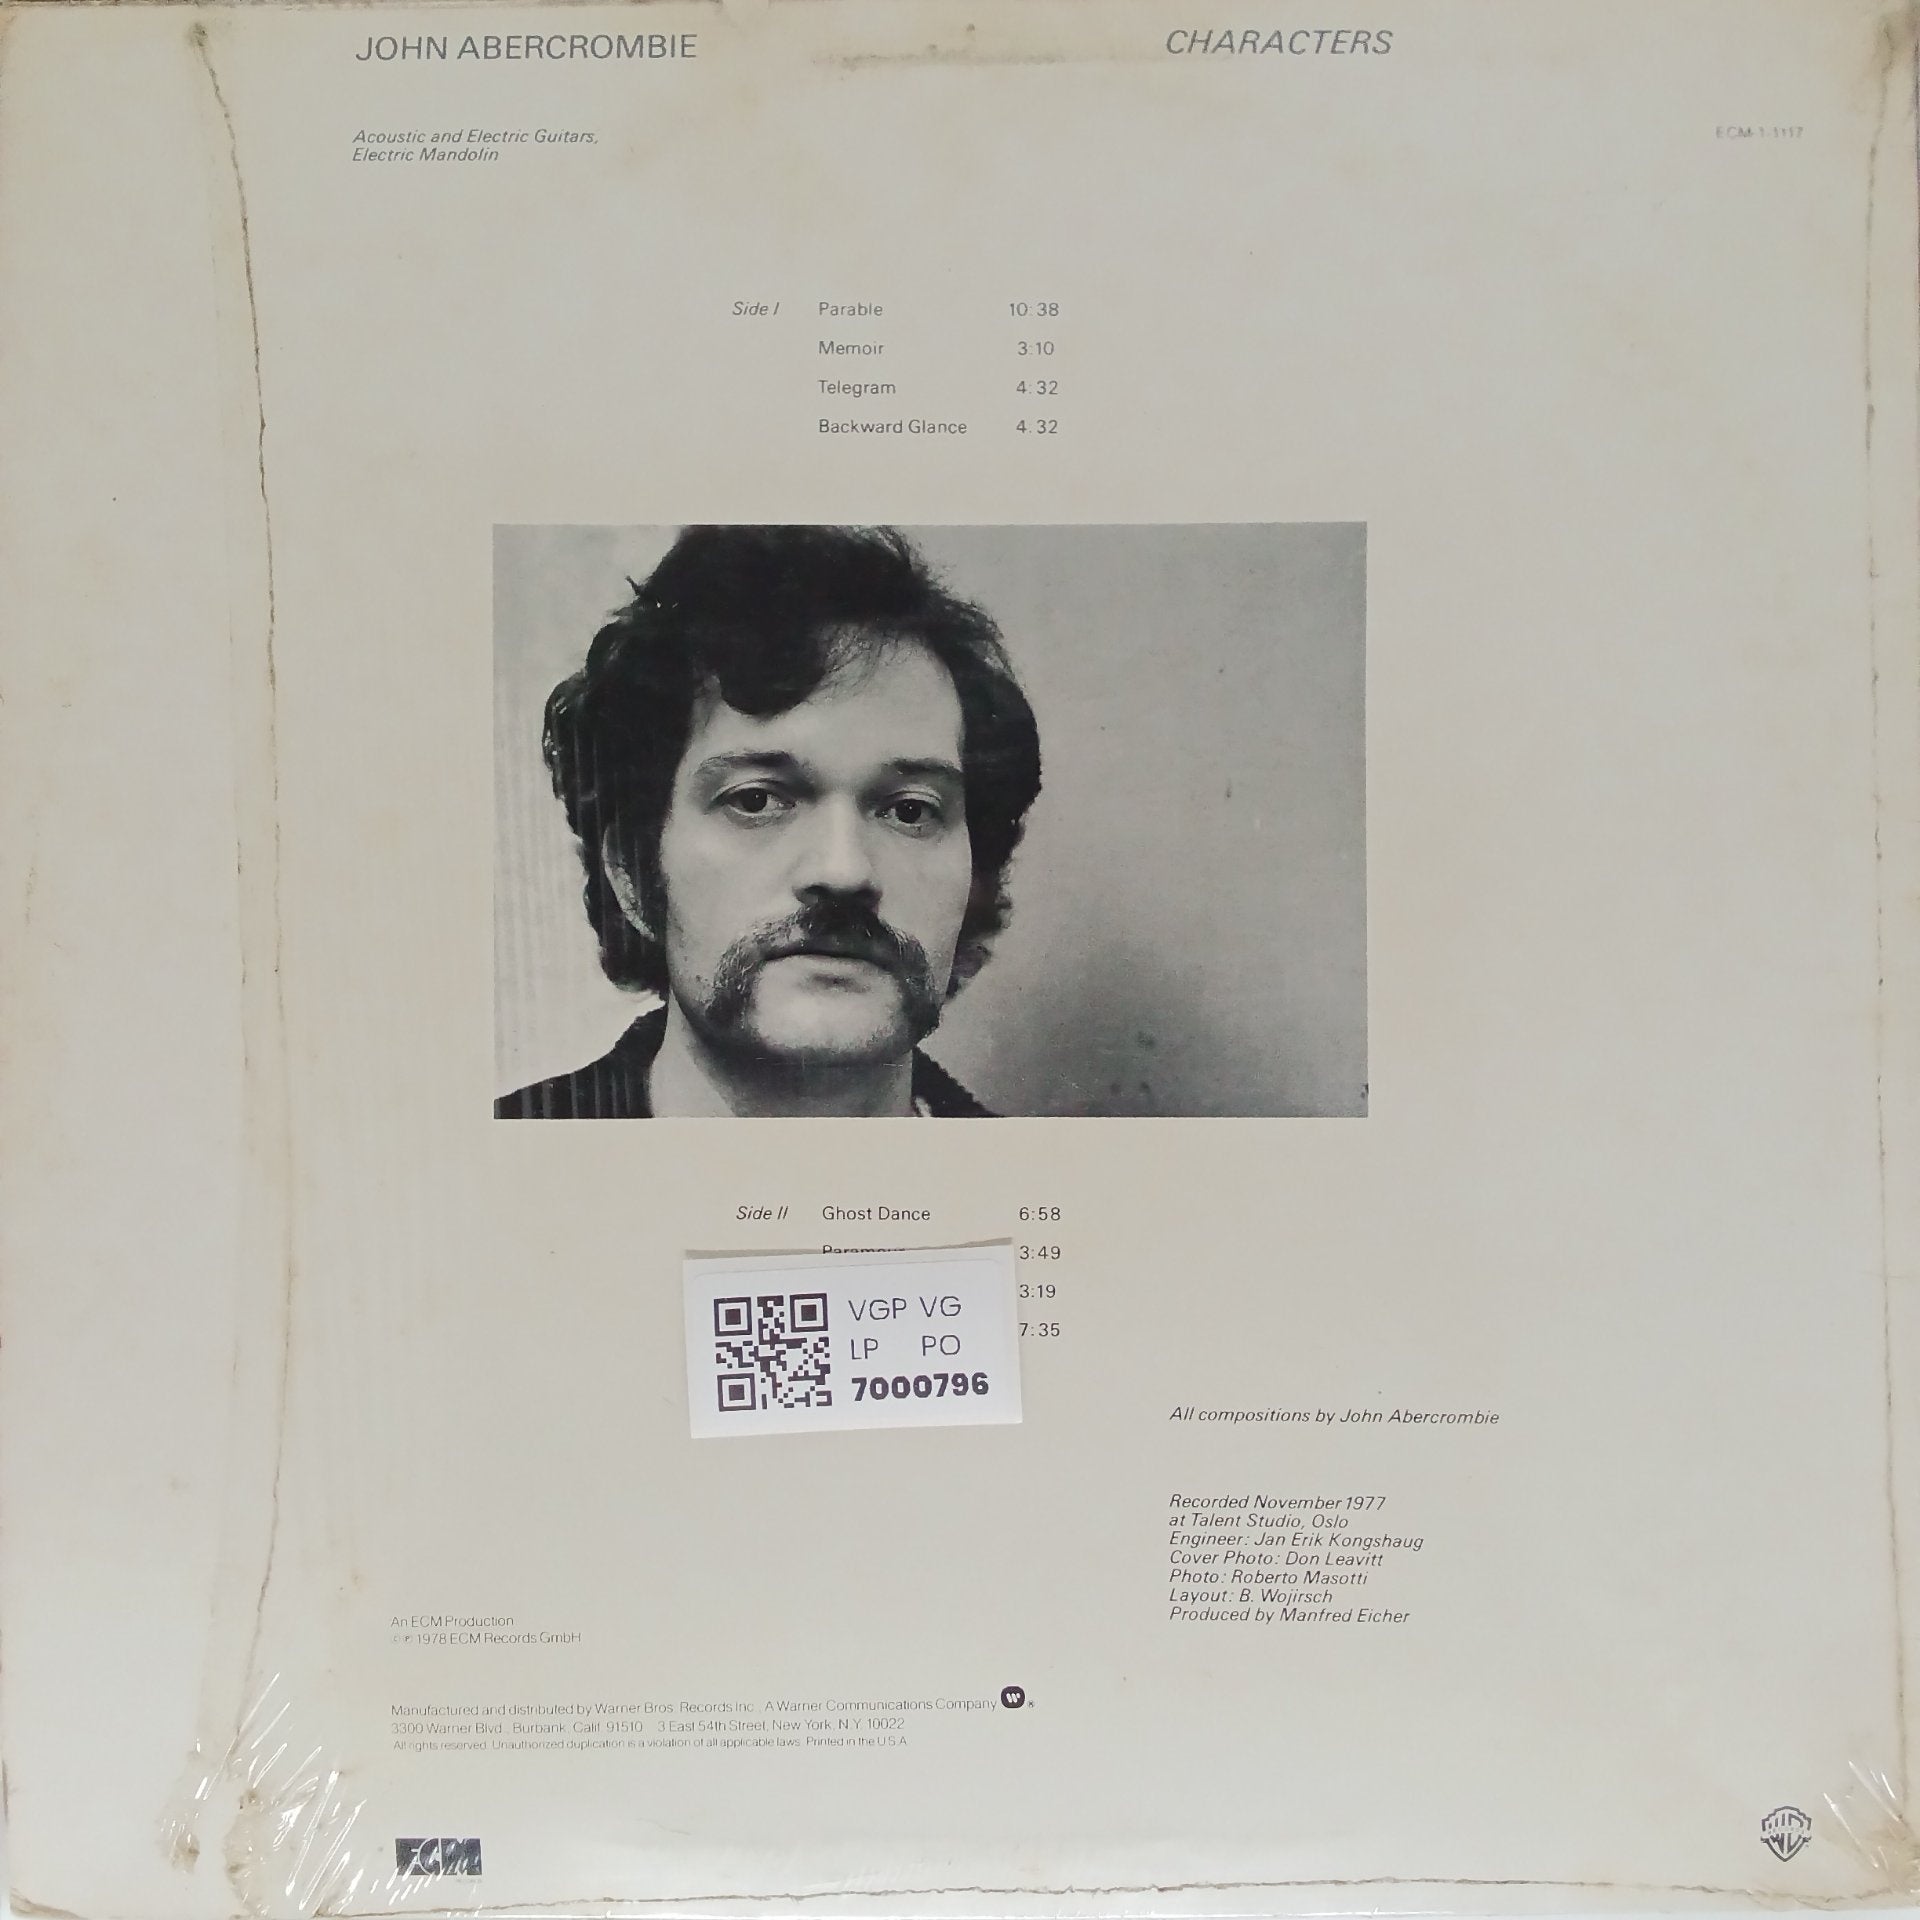 JOHN ABERCROMBIE
CHARACTERS
Acoustic and Electric Guitars,
Electric Mandolin
ECM-1-1117
Side I Parable 10:38
Memoir 3:10
Telegram 4:32
Backward Glance 4.32
Side II Ghost Dance 6:58
Paramour 3:49
3:19
7:35
VGP VG
LP PO
7000796
All compositions by John Abercrombie
Recorded November 1977
at Talent Studio, Oslo
Engineer: Jan Erik Kongshaug
Cover Photo: Don Leavitt
Photo: Roberto Masotti
Layout: B. Wojirsch
Produced by Manfred Eicher
An ECM Production
© ℗ 1978 ECM Records GmbH
Manufactured and distributed by Warner Bros. Records Inc., A Warner Communications Company ®
3300 Warner Blvd., Burbank, Calif. 91510 3 East 54th Street, New York, N.Y. 10022
All rights reserved. Unauthorized duplication is a violation of all applicable laws. Printed in the U.S.A.
ECM